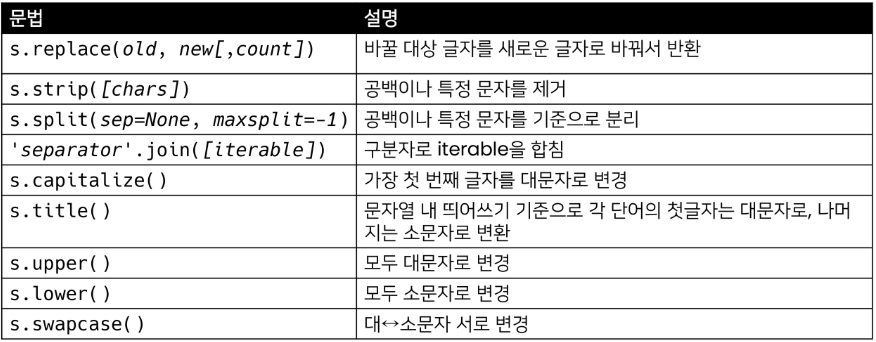 문법 설명
s.replace(old, new[,count]) 바꿀 대상 글자를 새로운 글자로 바꿔서 반환
s.strip([chars]) 공백이나 특정 문자를 제거
s.split(sep=None, maxsplit=-1) 공백이나 특정 문자를 기준으로 분리
'separator'.join([iterable]) 구분자로 iterable을 합침
s.capitalize() 가장 첫 번째 글자를 대문자로 변경
s.title() 문자열 내 띄어쓰기 기준으로 각 단어의 첫글자는 대문자로, 나머
지는 소문자로 변환
s.upper() 모두 대문자로 변경
s.lower() 모두 소문자로 변경
s.swapcase() 대↔소문자 서로 변경